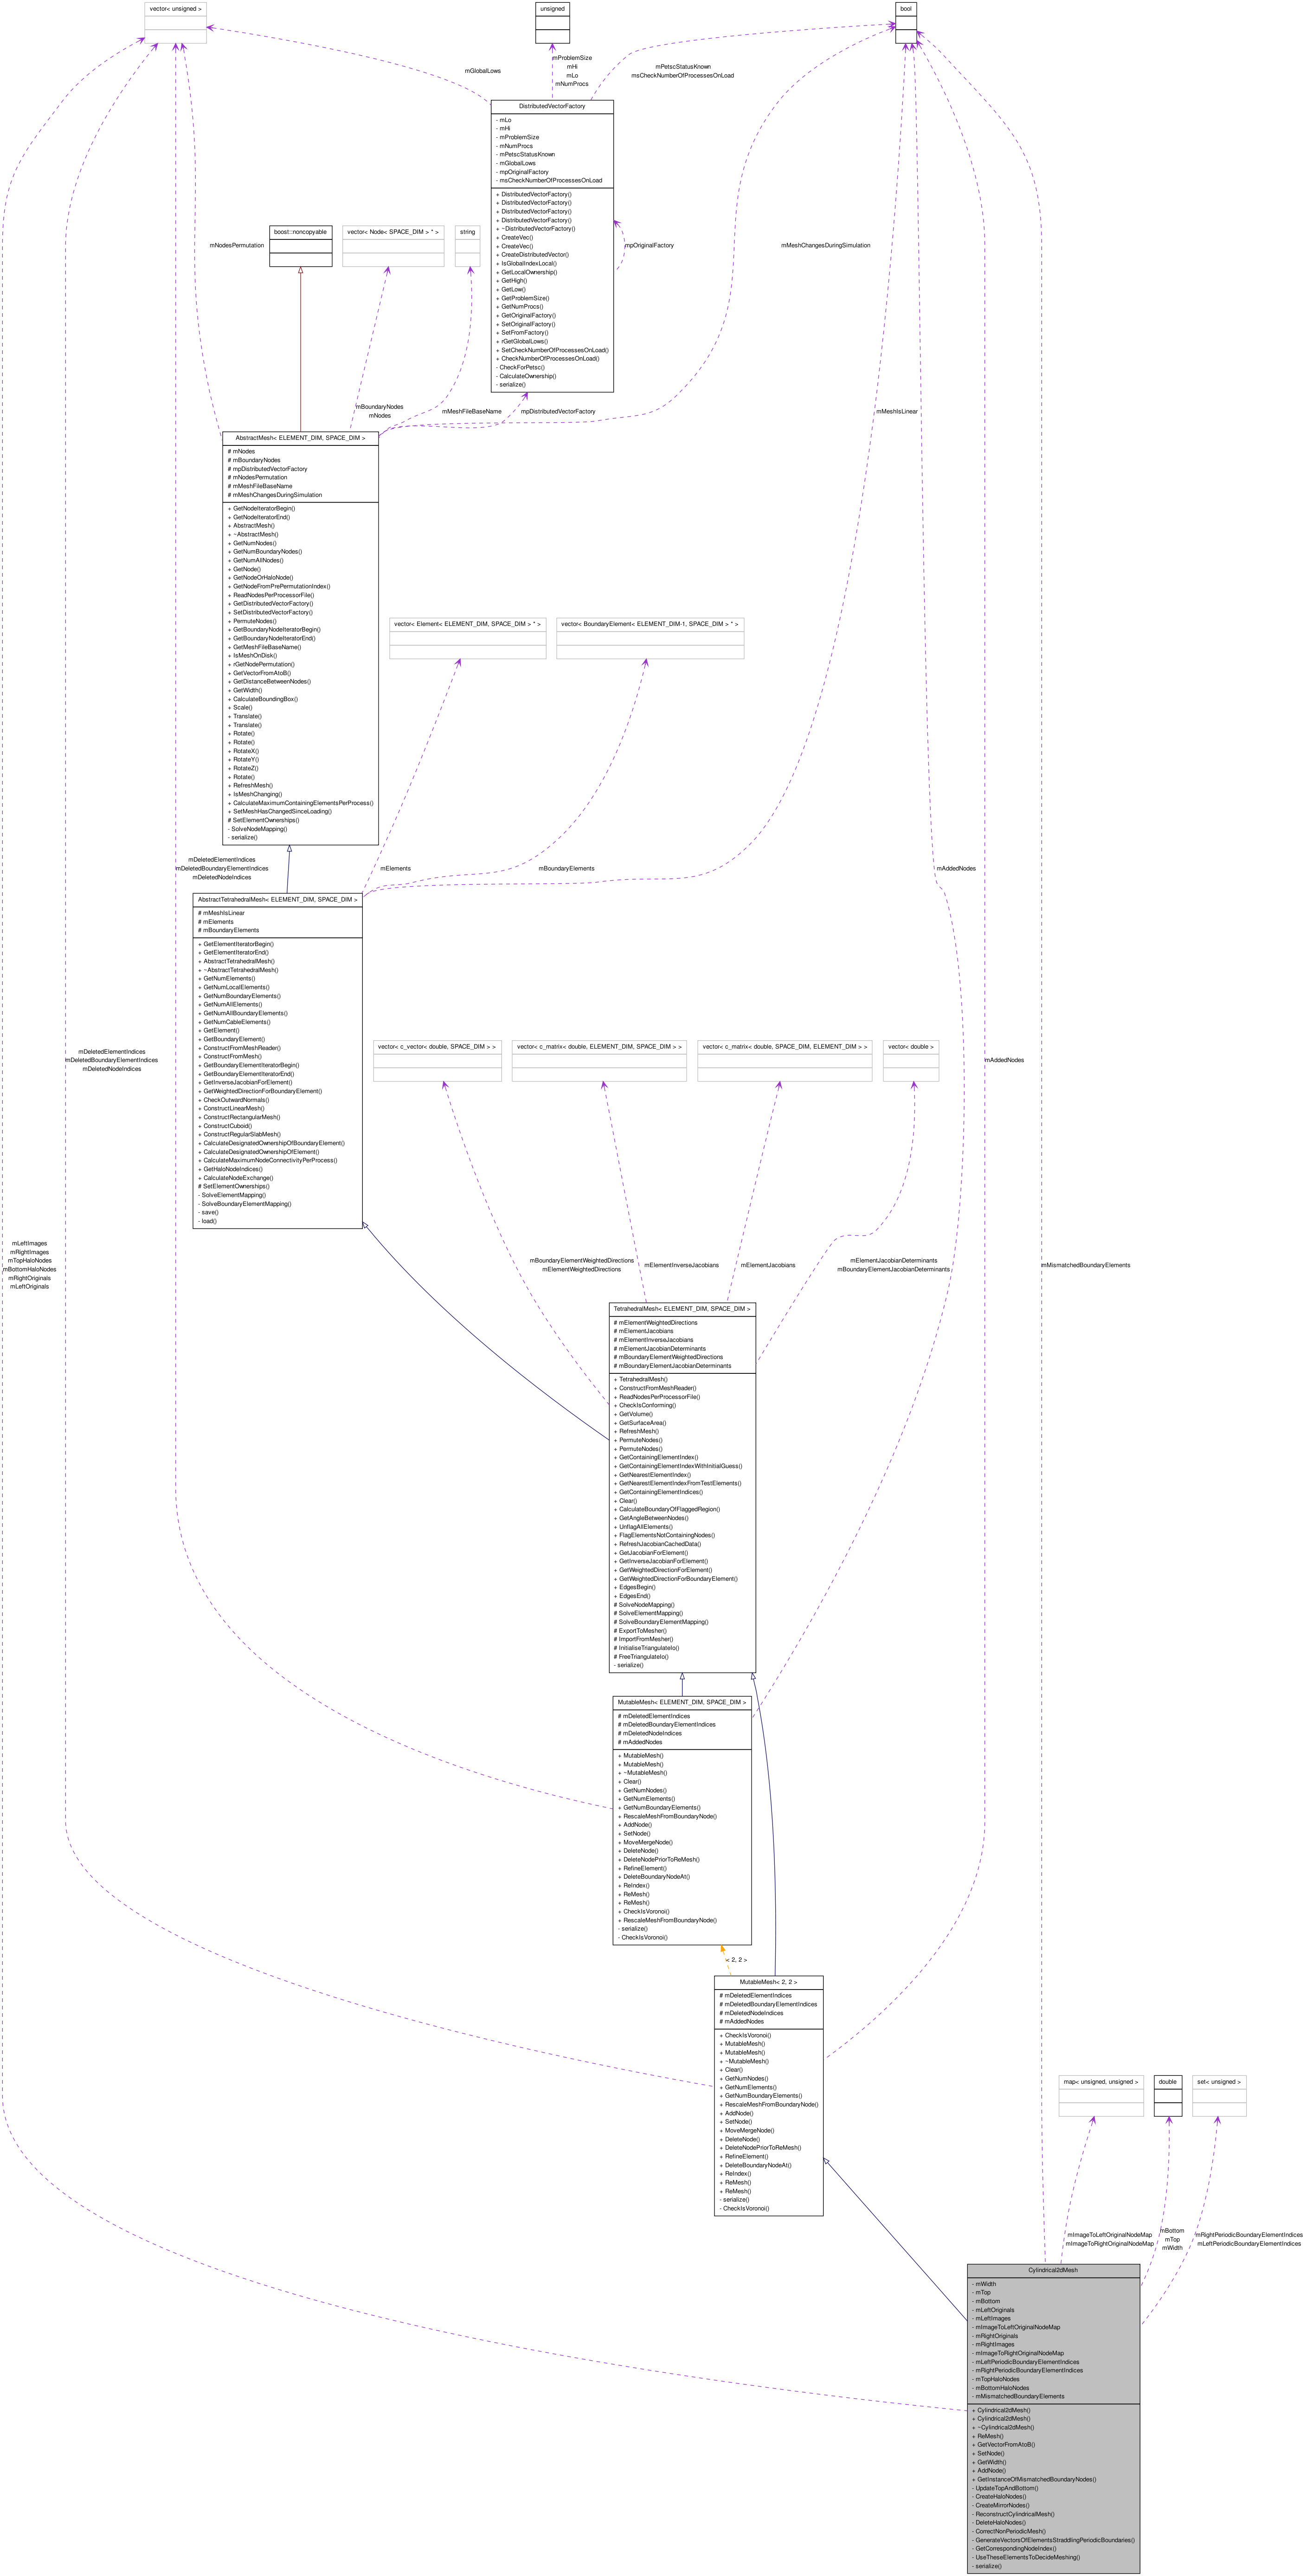 vector< unsigned >
unsigned
bool
mProblemSize
mHi
mLo
mNumProcs
mPetscStatusKnown
msCheckNumberOfProcessesOnLoad
mGlobalLows
DistributedVectorFactory
- mLo
- mHi
- mProblemSize
- mNumProcs
- mPetscStatusKnown
- mGlobalLows
- mpOriginalFactory
- msCheckNumberOfProcessesOnLoad
+ DistributedVectorFactory()
+ DistributedVectorFactory()
+ DistributedVectorFactory()
+ DistributedVectorFactory()
+ ~DistributedVectorFactory()
+ CreateVec()
+ CreateVec()
+ CreateDistributedVector()
+ IsGlobalIndexLocal()
+ GetLocalOwnership()
+ GetHigh()
+ GetLow()
+ GetProblemSize()
+ GetNumProcs()
+ GetOriginalFactory()
+ SetOriginalFactory()
+ SetFromFactory()
+ rGetGlobalLows()
+ SetCheckNumberOfProcessesOnLoad()
+ CheckNumberOfProcessesOnLoad()
- CheckForPetsc()
- CalculateOwnership()
- serialize()
boost::noncopyable
vector< Node< SPACE_DIM > * >
string
mNodesPermutation
mpOriginalFactory
mMeshChangesDuringSimulation
mBoundaryNodes
mNodes
mMeshFileBaseName
mpDistributedVectorFactory
mMeshIsLinear
AbstractMesh< ELEMENT_DIM, SPACE_DIM >
# mNodes
# mBoundaryNodes
# mpDistributedVectorFactory
# mNodesPermutation
# mMeshFileBaseName
# mMeshChangesDuringSimulation
+ GetNodeIteratorBegin()
+ GetNodeIteratorEnd()
+ AbstractMesh()
+ ~AbstractMesh()
+ GetNumNodes()
+ GetNumBoundaryNodes()
+ GetNumAllNodes()
+ GetNode()
+ GetNodeOrHaloNode()
+ GetNodeFromPrePermutationIndex()
+ ReadNodesPerProcessorFile()
+ GetDistributedVectorFactory()
+ SetDistributedVectorFactory()
+ PermuteNodes()
+ GetBoundaryNodeIteratorBegin()
+ GetBoundaryNodeIteratorEnd()
+ GetMeshFileBaseName()
+ IsMeshOnDisk()
+ rGetNodePermutation()
+ GetVectorFromAtoB()
+ GetDistanceBetweenNodes()
+ GetWidth()
+ CalculateBoundingBox()
+ Scale()
+ Translate()
+ Translate()
+ Rotate()
+ Rotate()
+ RotateX()
+ RotateY()
+ RotateZ()
+ Rotate()
+ RefreshMesh()
+ IsMeshChanging()
+ CalculateMaximumContainingElementsPerProcess()
+ SetMeshHasChangedSinceLoading()
# SetElementOwnerships()
- SolveNodeMapping()
- serialize()
vector< Element< ELEMENT_DIM, SPACE_DIM > * >
vector< BoundaryElement< ELEMENT_DIM-1, SPACE_DIM > * >
mDeletedElementIndices
mDeletedBoundaryElementIndices
mDeletedNodeIndices
mElements
mBoundaryElements
mAddedNodes
AbstractTetrahedralMesh< ELEMENT_DIM, SPACE_DIM >
# mMeshIsLinear
# mElements
# mBoundaryElements
+ GetElementIteratorBegin()
+ GetElementIteratorEnd()
+ AbstractTetrahedralMesh()
+ ~AbstractTetrahedralMesh()
+ GetNumElements()
+ GetNumLocalElements()
+ GetNumBoundaryElements()
+ GetNumAllElements()
+ GetNumAllBoundaryElements()
+ GetNumCableElements()
+ GetElement()
+ GetBoundaryElement()
+ ConstructFromMeshReader()
+ ConstructFromMesh()
+ GetBoundaryElementIteratorBegin()
+ GetBoundaryElementIteratorEnd()
+ GetInverseJacobianForElement()
+ GetWeightedDirectionForBoundaryElement()
+ CheckOutwardNormals()
+ ConstructLinearMesh()
+ ConstructRectangularMesh()
+ ConstructCuboid()
+ ConstructRegularSlabMesh()
+ CalculateDesignatedOwnershipOfBoundaryElement()
+ CalculateDesignatedOwnershipOfElement()
+ CalculateMaximumNodeConnectivityPerProcess()
+ GetHaloNodeIndices()
+ CalculateNodeExchange()
# SetElementOwnerships()
- SolveElementMapping()
- SolveBoundaryElementMapping()
- save()
- load()
vector< c_vector< double, SPACE_DIM > >
vector< c_matrix< double, ELEMENT_DIM, SPACE_DIM > >
vector< c_matrix< double, SPACE_DIM, ELEMENT_DIM > >
vector< double >
mDeletedElementIndices
mDeletedBoundaryElementIndices
mDeletedNodeIndices
mAddedNodes
mLeftImages
mRightImages
mTopHaloNodes
mBottomHaloNodes
mRightOriginals
mLeftOriginals
mBoundaryElementWeightedDirections
mElementWeightedDirections
mElementInverseJacobians
mElementJacobians
mElementJacobianDeterminants
mBoundaryElementJacobianDeterminants
mMismatchedBoundaryElements
TetrahedralMesh< ELEMENT_DIM, SPACE_DIM >
# mElementWeightedDirections
# mElementJacobians
# mElementInverseJacobians
# mElementJacobianDeterminants
# mBoundaryElementWeightedDirections
# mBoundaryElementJacobianDeterminants
+ TetrahedralMesh()
+ ConstructFromMeshReader()
+ ReadNodesPerProcessorFile()
+ CheckIsConforming()
+ GetVolume()
+ GetSurfaceArea()
+ RefreshMesh()
+ PermuteNodes()
+ PermuteNodes()
+ GetContainingElementIndex()
+ GetContainingElementIndexWithInitialGuess()
+ GetNearestElementIndex()
+ GetNearestElementIndexFromTestElements()
+ GetContainingElementIndices()
+ Clear()
+ CalculateBoundaryOfFlaggedRegion()
+ GetAngleBetweenNodes()
+ UnflagAllElements()
+ FlagElementsNotContainingNodes()
+ RefreshJacobianCachedData()
+ GetJacobianForElement()
+ GetInverseJacobianForElement()
+ GetWeightedDirectionForElement()
+ GetWeightedDirectionForBoundaryElement()
+ EdgesBegin()
+ EdgesEnd()
# SolveNodeMapping()
# SolveElementMapping()
# SolveBoundaryElementMapping()
# ExportToMesher()
# ImportFromMesher()
# InitialiseTriangulateIo()
# FreeTriangulateIo()
- serialize()
MutableMesh< ELEMENT_DIM, SPACE_DIM >
# mDeletedElementIndices
# mDeletedBoundaryElementIndices
# mDeletedNodeIndices
# mAddedNodes
+ MutableMesh()
+ MutableMesh()
+ ~MutableMesh()
+ Clear()
+ GetNumNodes()
+ GetNumElements()
+ GetNumBoundaryElements()
+ RescaleMeshFromBoundaryNode()
+ AddNode()
+ SetNode()
+ MoveMergeNode()
+ DeleteNode()
+ DeleteNodePriorToReMesh()
+ RefineElement()
+ DeleteBoundaryNodeAt()
+ ReIndex()
+ ReMesh()
+ ReMesh()
+ CheckIsVoronoi()
+ RescaleMeshFromBoundaryNode()
- serialize()
- CheckIsVoronoi()
< 2, 2 >
MutableMesh< 2, 2 >
# mDeletedElementIndices
# mDeletedBoundaryElementIndices
# mDeletedNodeIndices
# mAddedNodes
+ CheckIsVoronoi()
+ MutableMesh()
+ MutableMesh()
+ ~MutableMesh()
+ Clear()
+ GetNumNodes()
+ GetNumElements()
+ GetNumBoundaryElements()
+ RescaleMeshFromBoundaryNode()
+ AddNode()
+ SetNode()
+ MoveMergeNode()
+ DeleteNode()
+ DeleteNodePriorToReMesh()
+ RefineElement()
+ DeleteBoundaryNodeAt()
+ ReIndex()
+ ReMesh()
+ ReMesh()
- serialize()
- CheckIsVoronoi()
map< unsigned, unsigned >
double
set< unsigned >
mImageToLeftOriginalNodeMap
mImageToRightOriginalNodeMap
mBottom
mTop
mWidth
mRightPeriodicBoundaryElementIndices
mLeftPeriodicBoundaryElementIndices
Cylindrical2dMesh
- mWidth
- mTop
- mBottom
- mLeftOriginals
- mLeftImages
- mImageToLeftOriginalNodeMap
- mRightOriginals
- mRightImages
- mImageToRightOriginalNodeMap
- mLeftPeriodicBoundaryElementIndices
- mRightPeriodicBoundaryElementIndices
- mTopHaloNodes
- mBottomHaloNodes
- mMismatchedBoundaryElements
+ Cylindrical2dMesh()
+ Cylindrical2dMesh()
+ ~Cylindrical2dMesh()
+ ReMesh()
+ GetVectorFromAtoB()
+ SetNode()
+ GetWidth()
+ AddNode()
+ GetInstanceOfMismatchedBoundaryNodes()
- UpdateTopAndBottom()
- CreateHaloNodes()
- CreateMirrorNodes()
- ReconstructCylindricalMesh()
- DeleteHaloNodes()
- CorrectNonPeriodicMesh()
- GenerateVectorsOfElementsStraddlingPeriodicBoundaries()
- GetCorrespondingNodeIndex()
- UseTheseElementsToDecideMeshing()
- serialize()